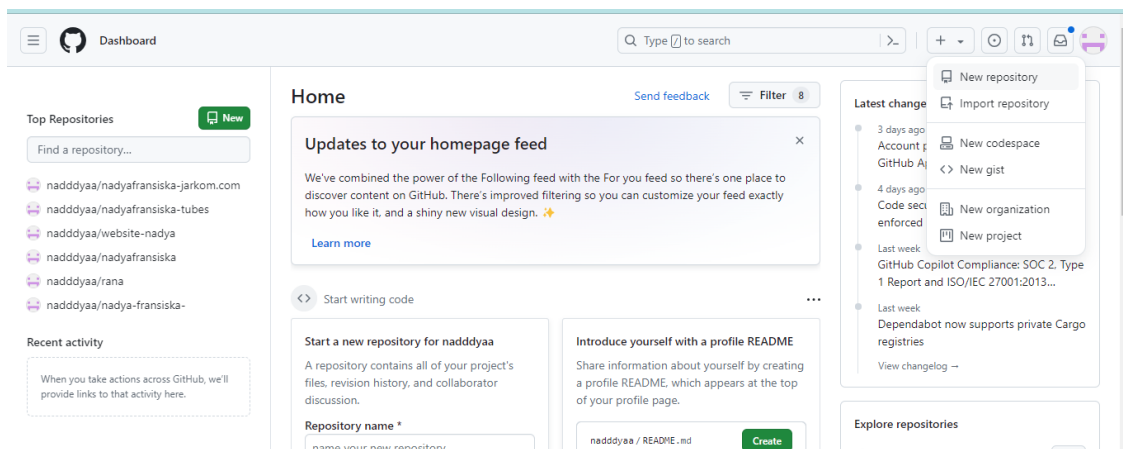 Dashboard
Type / to search
New repository
Import repository
New codespace
New gist
New organization
New project
Top Repositories
New
Find a repository...
nadddyaa/nadyafransiska-jarkom.com
nadddyaa/nadyafransiska-tubes
nadddyaa/website-nadya
nadddyaa/nadyafransiska
nadddyaa/rana
nadddyaa/nadya-fransiska-
Recent activity
When you take actions across GitHub, we'll
provide links to that activity here.
Home
Send feedback
Filter 8
Updates to your homepage feed
We've combined the power of the Following feed with the For you feed so there's one place to
discover content on GitHub. There's improved filtering so you can customize your feed exactly
how you like it, and a shiny new visual design. ✨
Learn more
Start writing code
Start a new repository for nadddyaa
A repository contains all of your project's
files, revision history, and collaborator
discussion.
Repository name *
name your new repository
Introduce yourself with a profile README
Share information about yourself by creating
a profile README, which appears at the top
of your profile page.
nadddyaa / README.md
Create
Latest change
3 days ago
Account
GitHub
4 days ago
Code
enforced
Last week
GitHub Copilot Compliance: SOC 2, Type
1 Report and ISO/IEC 27001:2013...
Last week
Dependabot now supports private Cargo
registries
View changelog →
Explore repositories